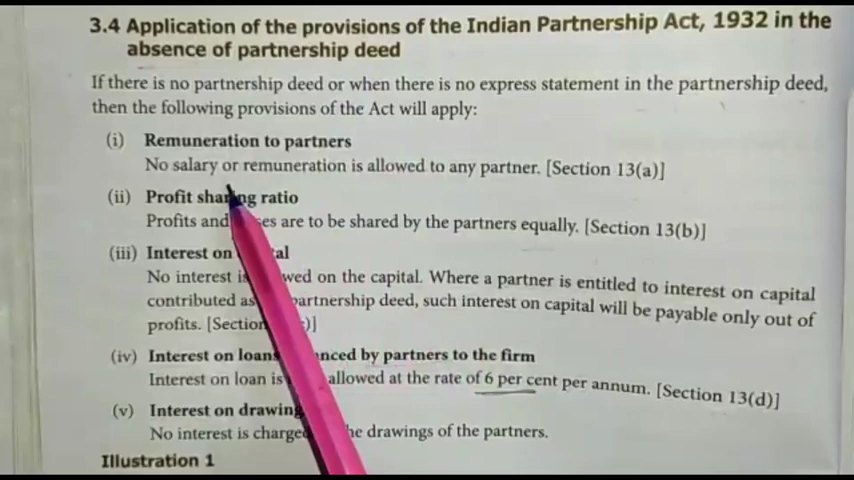 3.4 Application of the provisions of the Indian Partnership Act, 1932 in the
absence of partnership deed
If there is no partnership deed or when there is no express statement in the partnership deed,
then the following provisions of the Act will apply:
(i) Remuneration to partners
No salary or remuneration is allowed to any partner. [Section 13(a)]
(ii) Profit sharing ratio
Profits and are to be shared by the partners equally. [Section 13(b)]
(iii) Interest on
No interest is on the capital. Where a partner is entitled to interest on capital
contributed as partnership deed, such interest on capital will be payable only out of
profits. [Section
(iv) Interest on loans by partners to the firm
Interest on loan is allowed at the rate of 6 per cent per annum. [Section 13(d)]
(v) Interest on drawing
No interest is charge the drawings of the partners.
Illustration 1